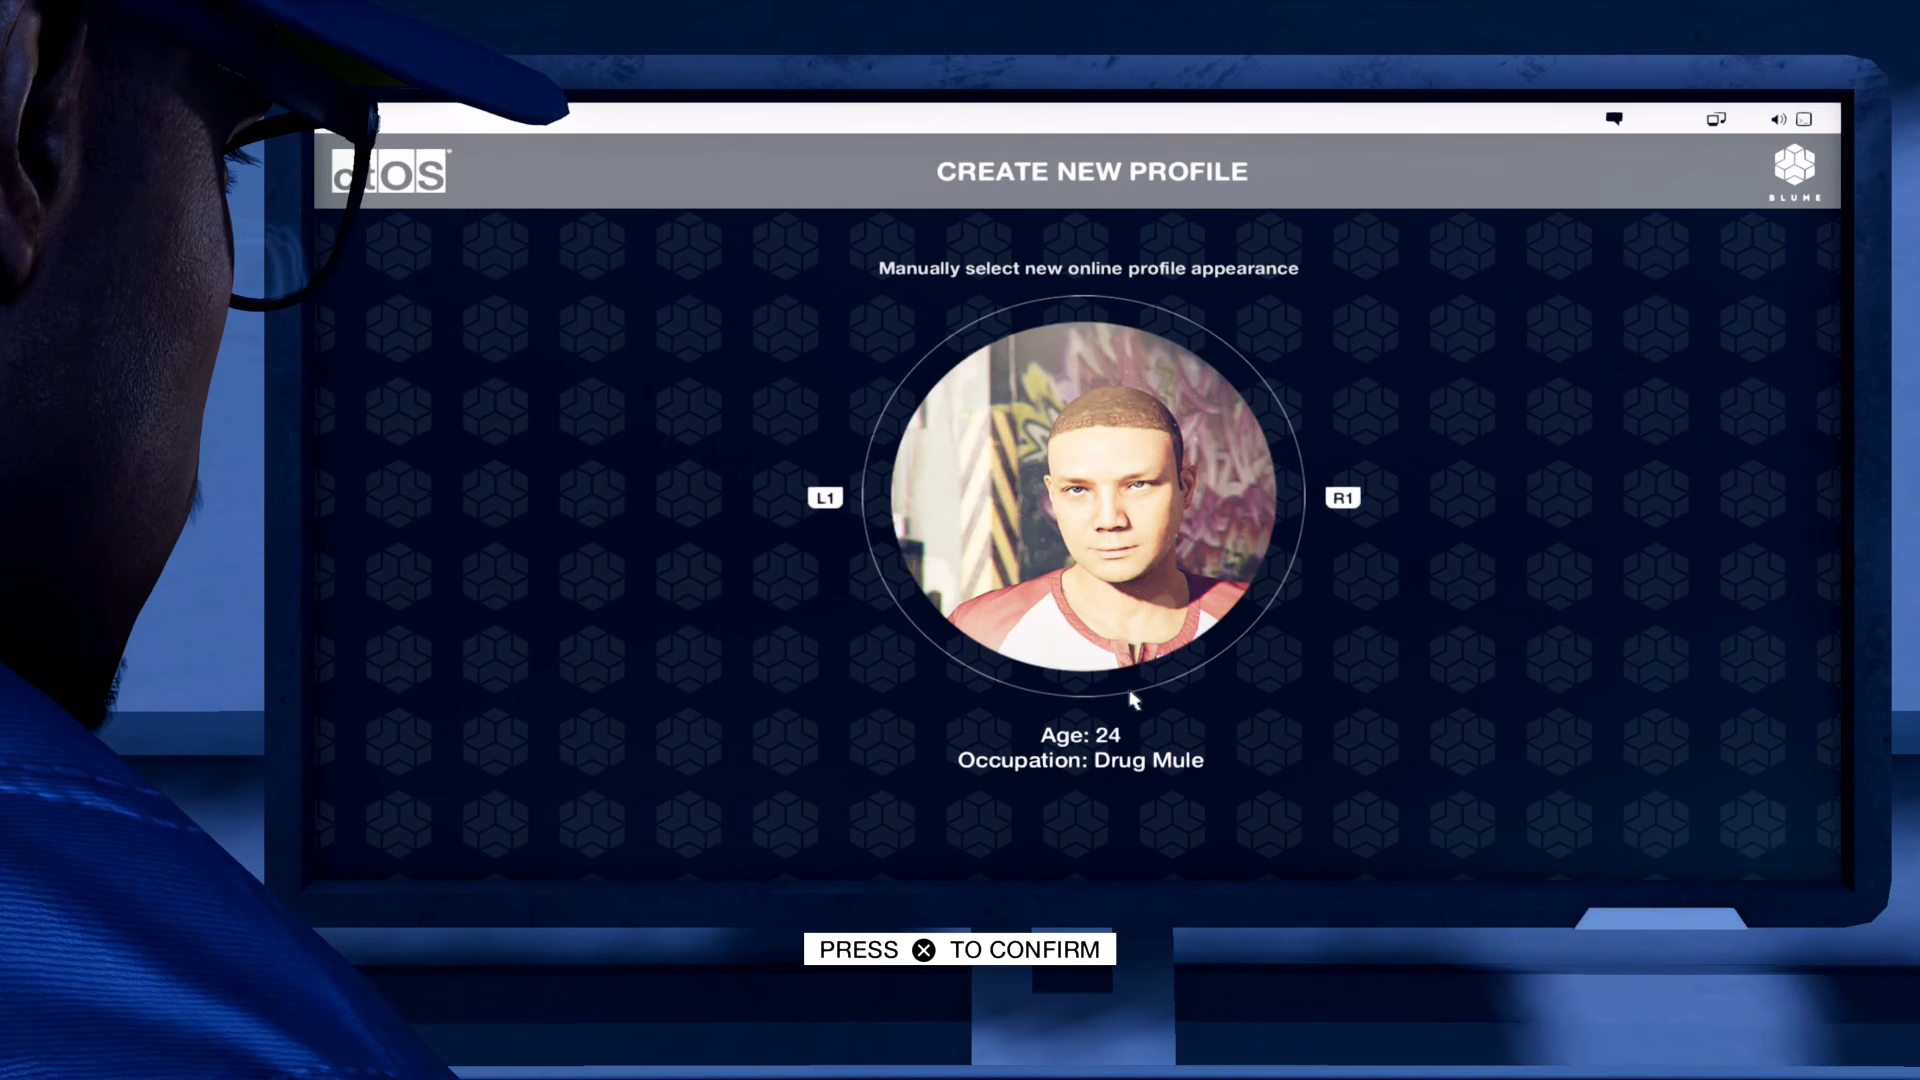 ctOS
CREATE NEW PROFILE
BLUME
Manually select new online profile appearance
L1
R1
Age: 24
Occupation: Drug Mule
PRESS ⓧ TO CONFIRM